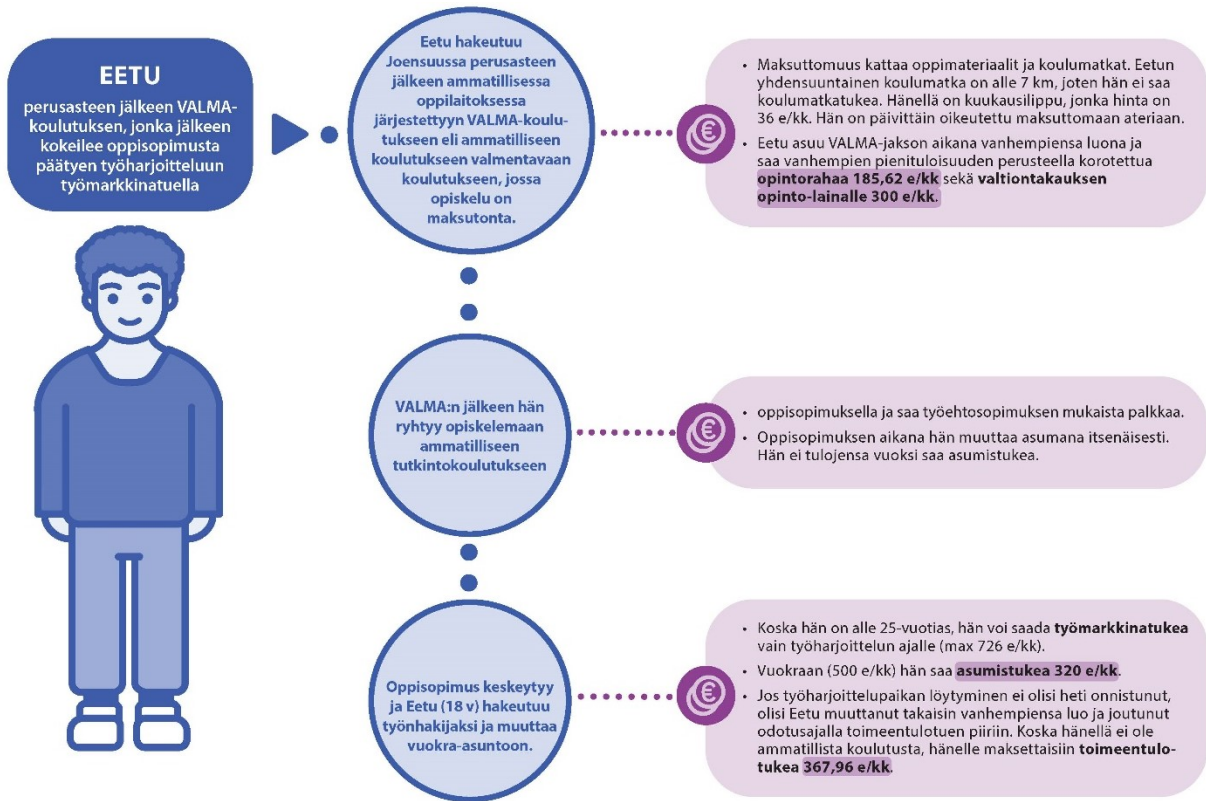 EETU
perusasteen jälkeen VALMA-
koulutuksen, jonka jälkeen
kokeilee oppisopimusta
päätyen työharjoitteluun
työmarkkinatuella
Eetu hakeutuu
Joensuussa perusasteen
jälkeen ammatillisessa
oppilaitoksessa
järjestettyyn VALMA-koulu-
tukseen eli ammatilliseen
koulutukseen valmentavaan
koulutukseen, jossa
opiskelu on
maksutonta.
• Maksuttomuus kattaa oppimateriaalit ja koulumatkat. Eetun
yhdensuuntainen koulumatka on alle 7 km, joten hän ei saa
koulumatkatukea. Hänellä on kuukausilippu, jonka hinta on
36 e/kk. Hän on päivittäin oikeutettu maksuttomaan ateriaan.
• Eetu asuu VALMA-jakson aikana vanhempiensa luona ja
saa vanhempien pienituloisuuden perusteella korotettua
opintorahaa 185,62 e/kk sekä valtiontakauksen
opinto-lainalle 300 e/kk.
VALMA:n jälkeen hän
ryhtyy opiskelemaan
ammatilliseen
tutkintokoulutukseen
• oppisopimuksella ja saa työehtosopimuksen mukaista palkkaa.
• Oppisopimuksen aikana hän muuttaa asumana itsenäisesti.
Hän ei tulojensa vuoksi saa asumistukea.
Oppisopimus keskeytyy
ja Eetu (18 v) hakeutuu
työnhakijaksi ja muuttaa
vuokra-asuntoon.
• Koska hän on alle 25-vuotias, hän voi saada työmarkkinatukea
vain työharjoittelun ajalle (max 726 e/kk).
• Vuokraan (500 e/kk) hän saa asumistukea 320 e/kk.
• Jos työharjoittelupaikan löytyminen ei olisi heti onnistunut,
olisi Eetu muuttanut takaisin vanhempiensa luo ja joutunut
odotusajalla toimeentulotuen piiriin. Koska hänellä ei ole
ammatillista koulutusta, hänelle maksettaisiin toimeentulo-
tukea 367,96 e/kk.